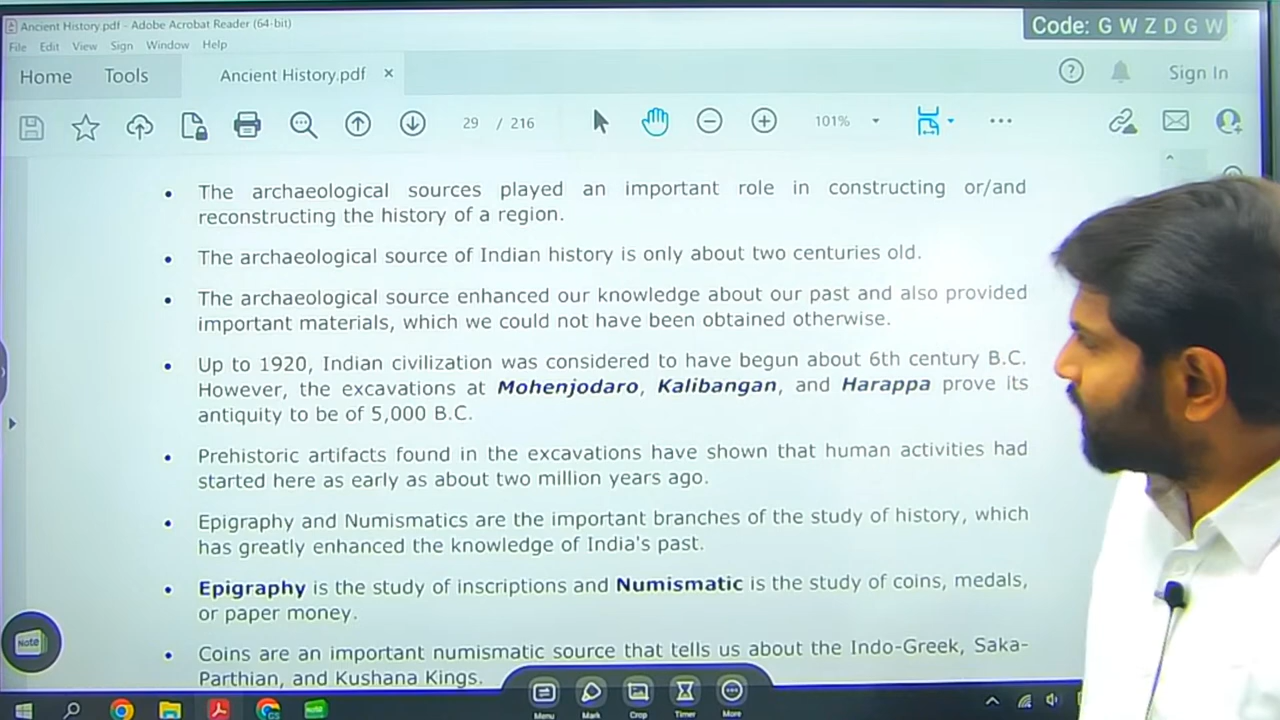 Ancient History.pdf - Adobe Acrobat Reader (64-bit)
Code: G W Z D G W
File Edit View Sign Window Help
Home Tools Ancient History.pdf × Sign In
29 / 216 101%
• The archaeological sources played an important role in constructing or/and
reconstructing the history of a region.
• The archaeological source of Indian history is only about two centuries old.
• The archaeological source enhanced our knowledge about our past and also provided
important materials, which we could not have been obtained otherwise.
• Up to 1920, Indian civilization was considered to have begun about 6th century B.C.
However, the excavations at Mohenjodaro, Kalibangan, and Harappa prove its
antiquity to be of 5,000 B.C.
• Prehistoric artifacts found in the excavations have shown that human activities had
started here as early as about two million years ago.
• Epigraphy and Numismatics are the important branches of the study of history, which
has greatly enhanced the knowledge of India's past.
• Epigraphy is the study of inscriptions and Numismatic is the study of coins, medals,
or paper money.
• Coins are an important numismatic source that tells us about the Indo-Greek, Saka-
Parthian, and Kushana Kings.
Note
Menu Mark Crop Timer More